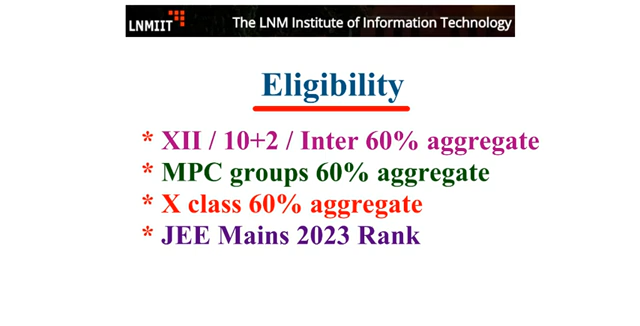 LNMIIT The LNM Institute of Information Technology
Eligibility
* XII / 10+2 / Inter 60% aggregate
* MPC groups 60% aggregate
* X class 60% aggregate
* JEE Mains 2023 Rank